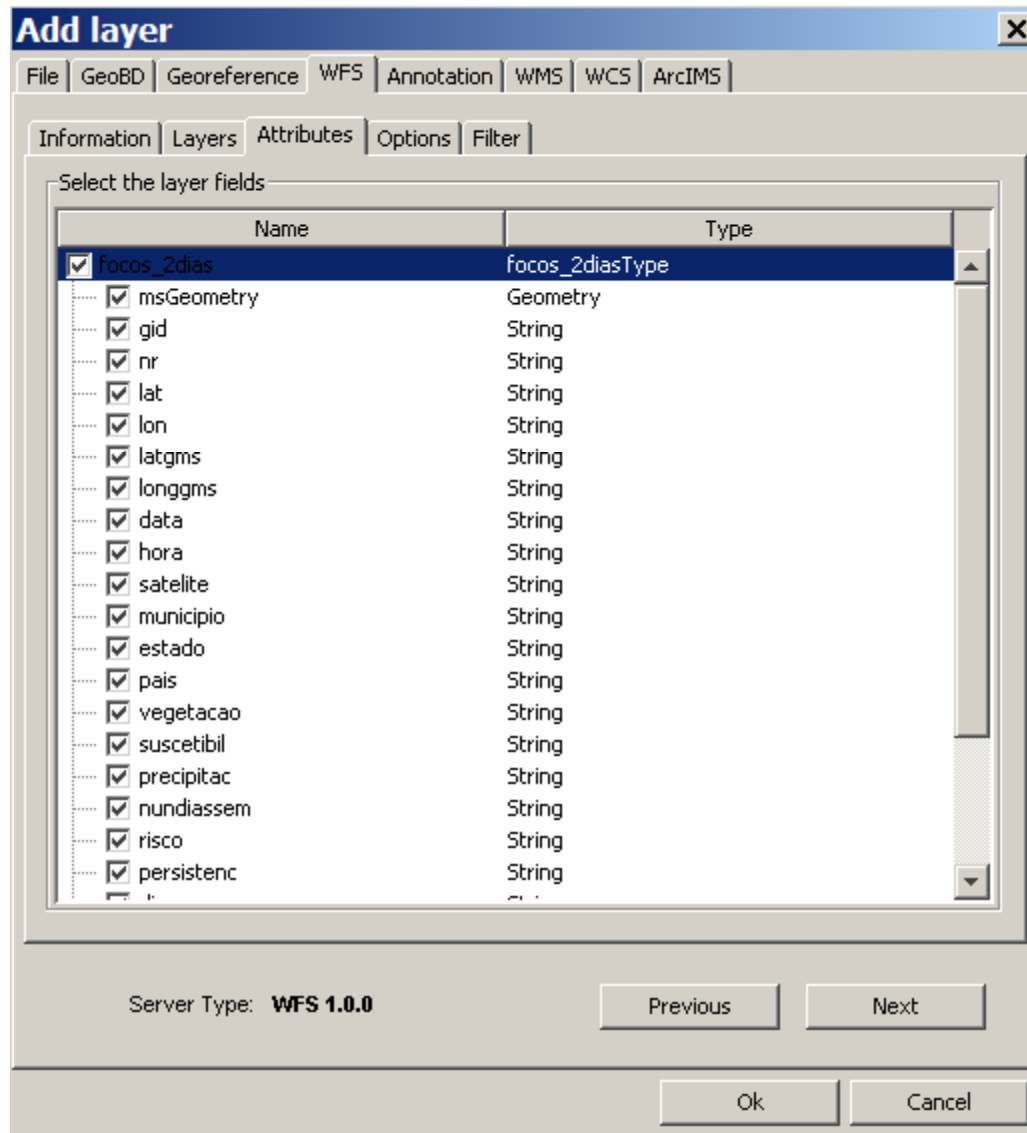 Add layer
File GeoBD Georeference WFS Annotation WMS WCS ArcIMS
Information Layers Attributes Options Filter
Select the layer fields
Name Type
focos_2dias focos_2diasType
msGeometry Geometry
gid String
nr String
lat String
lon String
latgms String
longgms String
data String
hora String
satelite String
municipio String
estado String
pais String
vegetacao String
suscetibil String
precipitac String
nundiassem String
risco String
persistenc String
Server Type: WFS 1.0.0 Previous Next
Ok Cancel